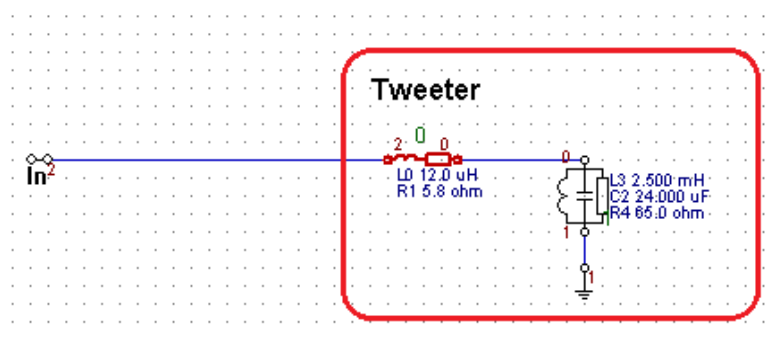 Tweeter
2 0 0
0
In 2
L0 12.0 uH
R1 5.8 ohm
L3 2.500 mH
C2 24.000 uF
R4 65.0 ohm
1
1